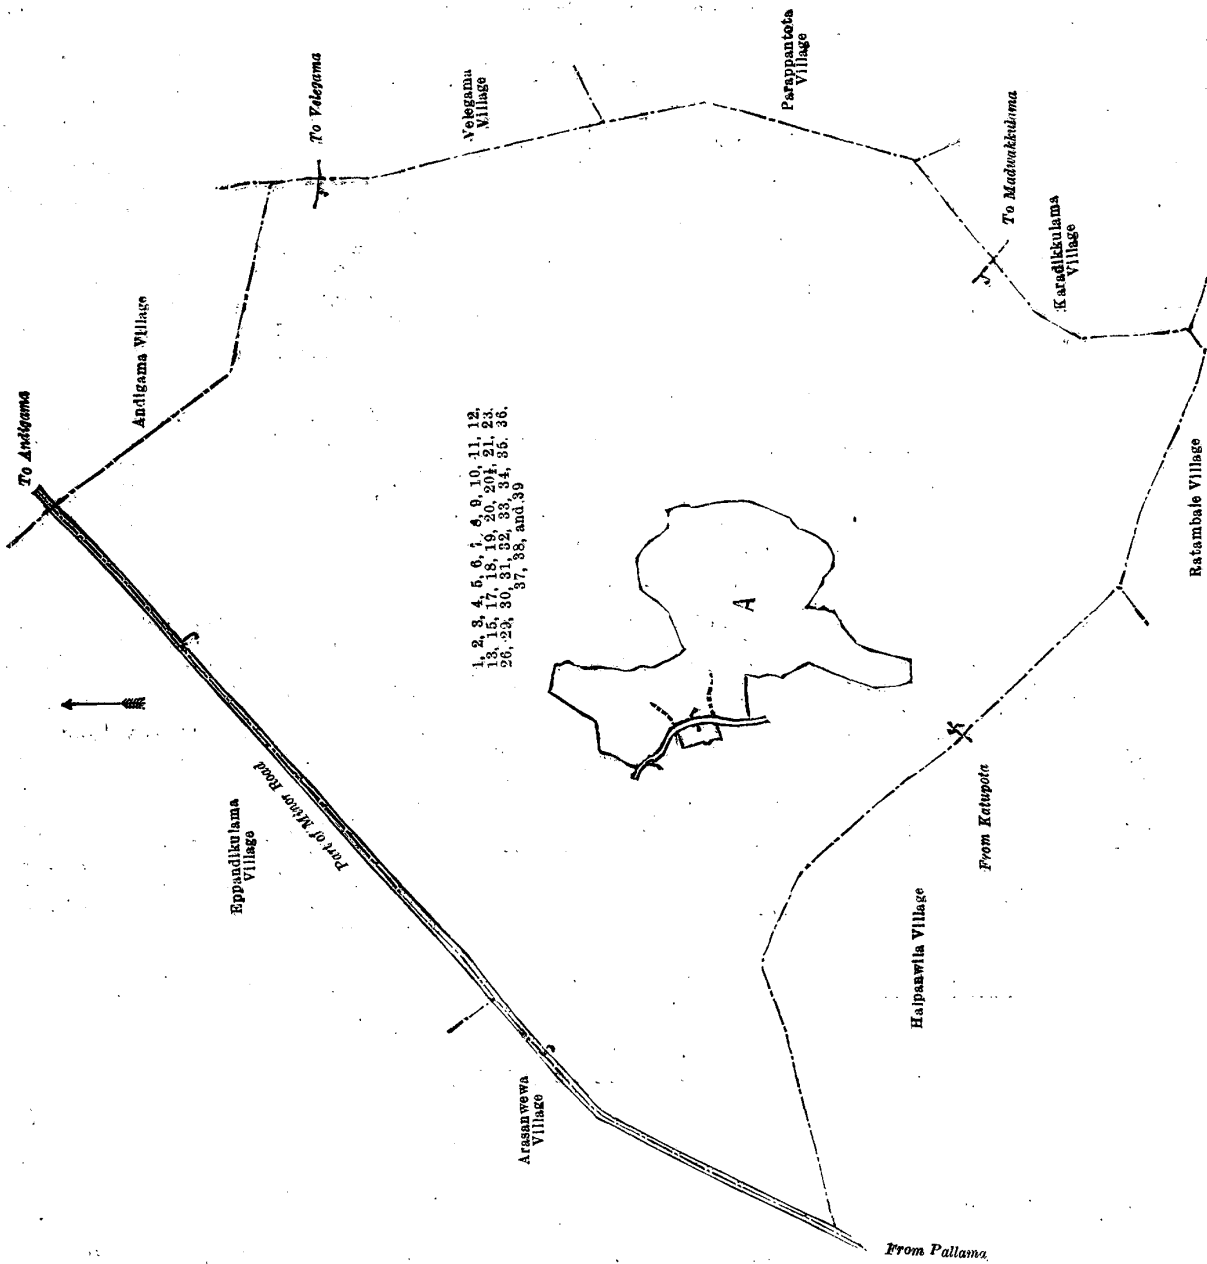 To Andigama
Andigama Village
To Velegama
Velegama
Village
Parappantota
Village
To Madwakkulama
Karadikkulama
Village
Ratambale Village
From Katupota
Halpanwila Village
From Pallama
Arasanwewa
Village
Eppandikulama
Village
Part of Minor Road
1, 2, 3, 4, 5, 6, 7, 8, 9, 10, 11, 12,
13, 15, 17, 18, 19, 20, 20½, 21, 23.
26, 29, 30, 31, 32, 33, 34, 35. 36.
37, 38, and 39
A